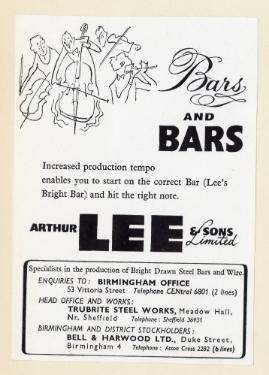 Bars
AND
BARS
Increased production tempo
enables you to start on the correct Bar (Lee's
Bright Bar) and hit the right note.
ARTHUR LEE & SONS Limited
Specialists in the production of Bright Drawn Steel Bars and Wire.
ENQUIRIES TO: BIRMINGHAM OFFICE
53 Vittoria Street Telephone CENtral 6801 (2 lines)
HEAD OFFICE AND WORKS:
TRUBRITE STEEL WORKS, Meadow Hall,
Nr. Sheffield Telephone: Sheffield 36931
BIRMINGHAM AND DISTRICT STOCKHOLDERS:
BELL & HARWOOD LTD., Duke Street,
Birmingham 4 Telephone: Aston Cross 2282 (6 lines)